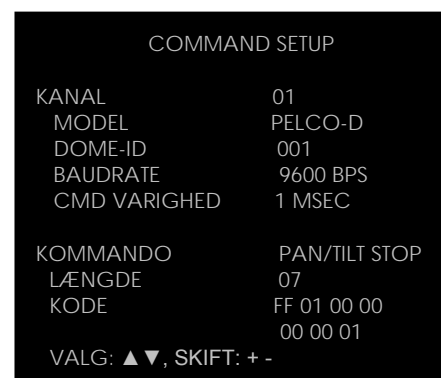 COMMAND SETUP
KANAL 01
MODEL PELCO-D
DOME-ID 001
BAUDRATE 9600 BPS
CMD VARIGHED 1 MSEC
KOMMANDO PAN/TILT STOP
LÆNGDE 07
KODE FF 01 00 00
00 00 01
VALG: ▲▼, SKIFT: + -